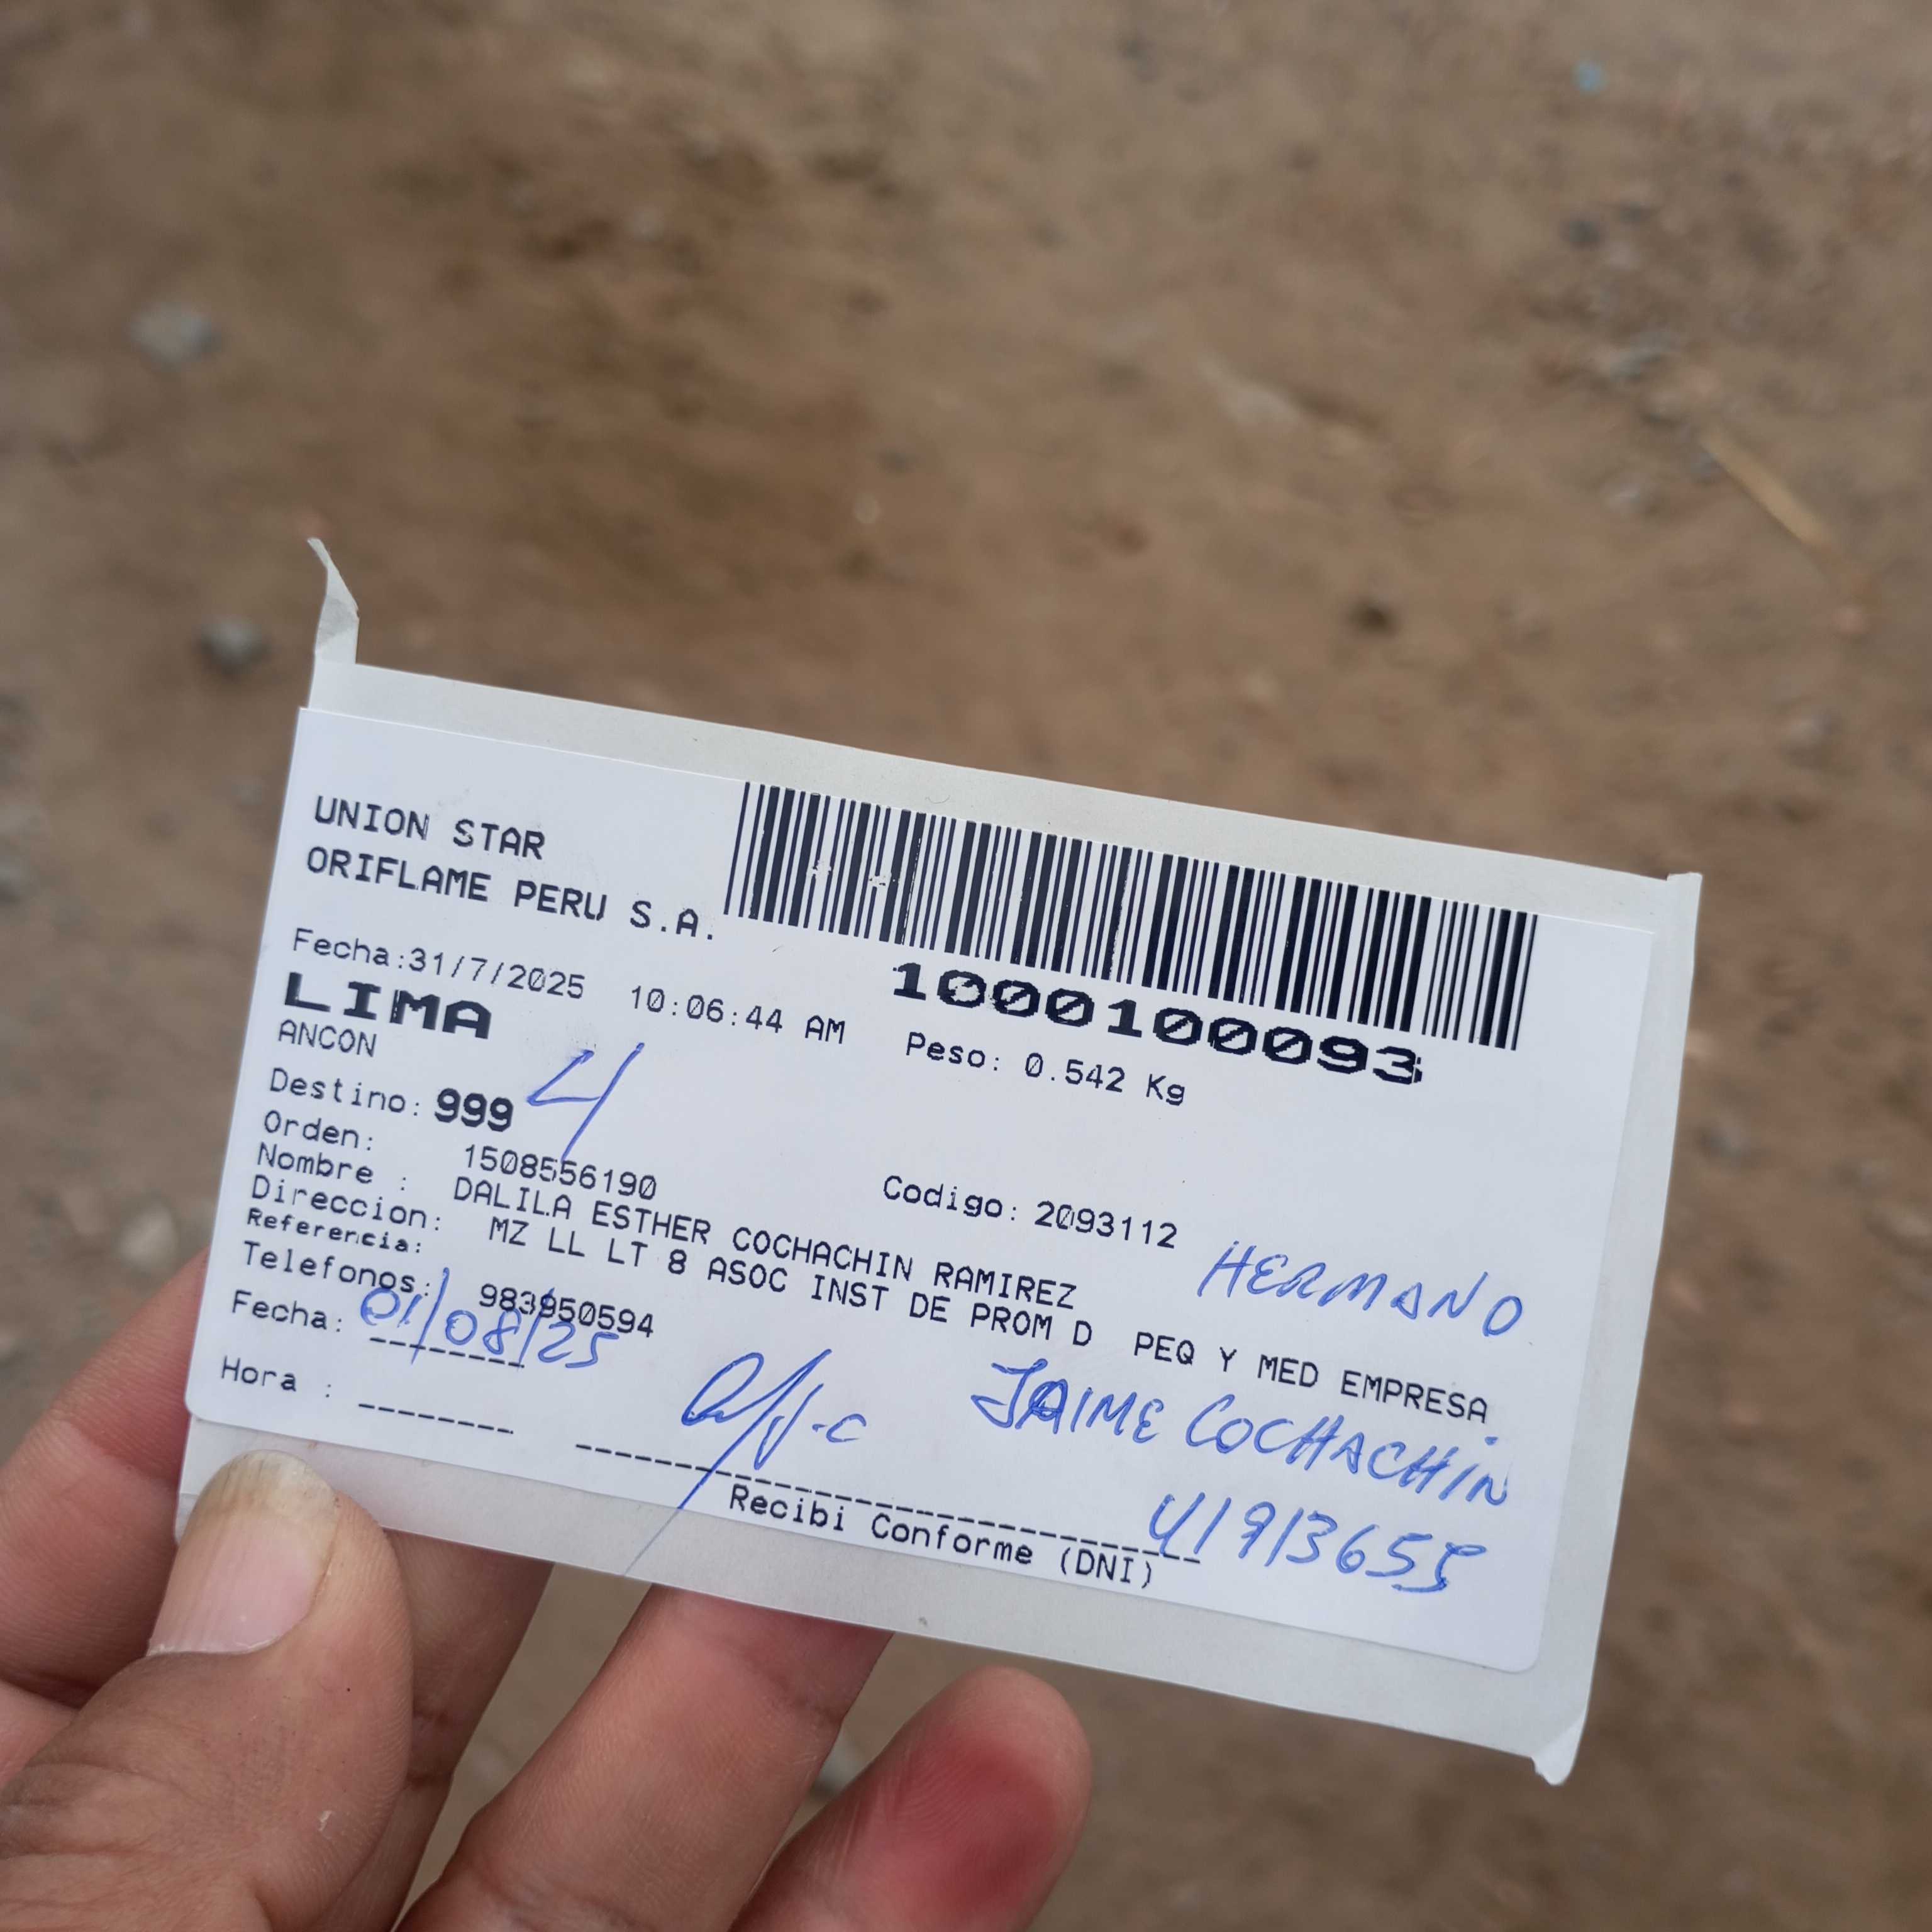 UNION STAR
ORIFLAME PERU S.A.
Fecha:31/7/2025 10:06:44 AM
1000100093
LIMA
Peso: 0.542 Kg
ANCON
Destino: 999 4
Orden: 1508556190 Codigo: 2093112
Nombre : DALILA ESTHER COCHACHIN RAMIREZ
HERMANO
Direccion: MZ LL LT 8 ASOC INST DE PROM D PEQ Y MED EMPRESA
Referencia:
Telefonos: 983950594
Fecha: 01/08/25
JAIME COCHACHIN
Hora : --------
41913655
Recibi Conforme (DNI)